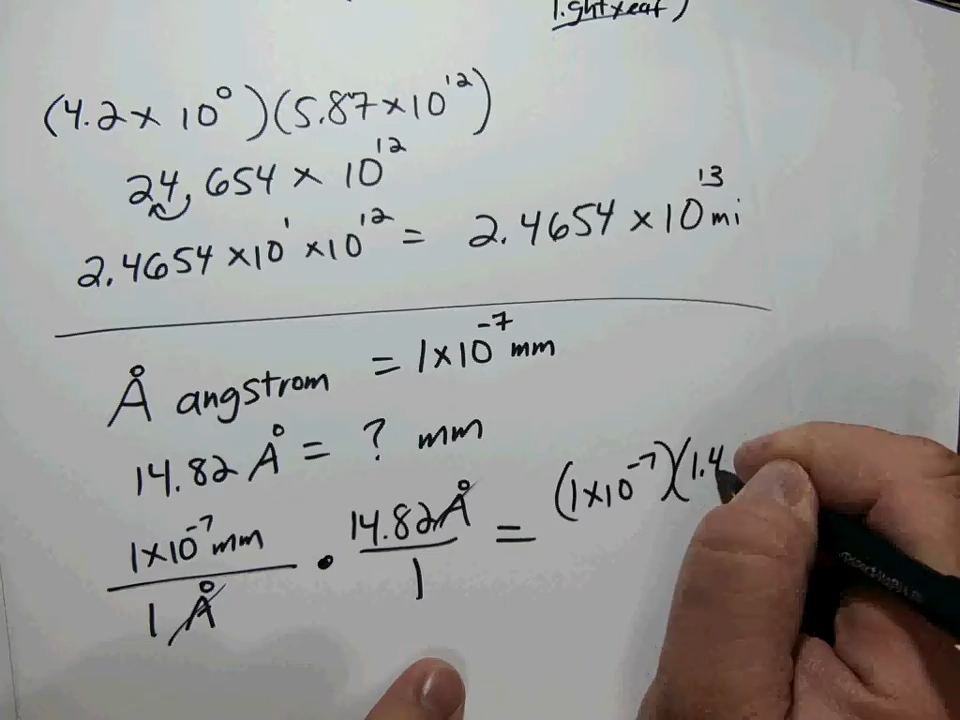 lightyear)
(4.2 × 10⁰)(5.87 × 10¹²)
24.654 × 10¹²
2.4654 × 10¹ × 10¹² = 2.4654 × 10¹³ mi
Å angstrom = 1 × 10⁻⁷ mm
14.82 Å = ? mm
1 × 10⁻⁷ mm / 1 Å · 14.82 Å / 1 = (1 × 10⁻⁷)(1.4